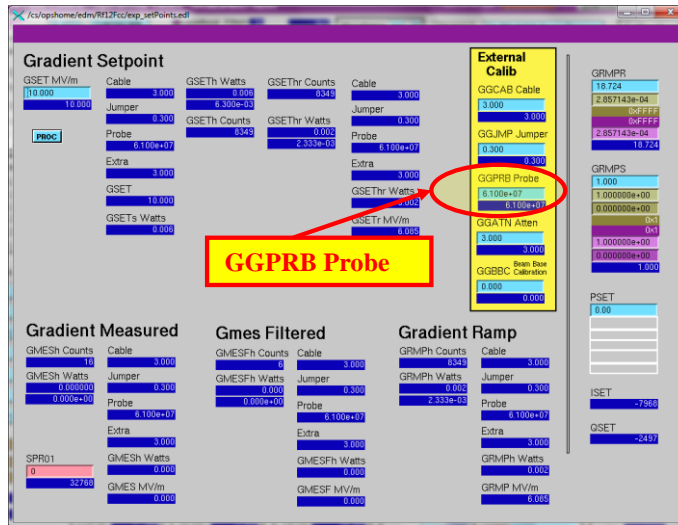 /cs/opshome/edm/Rf12Fcc/exp_setPoints.edl
Gradient Setpoint
GSET MV/m
10.000
10.000
PROC
Cable
3.000
Jumper
0.300
Probe
6.100e+07
Extra
3.000
GSET
10.000
GSETs Watts
0.006
GSETh Watts
0.006
6.300e-03
GSETh Counts
8349
GSEThr Counts
8349
GSEThr Watts
0.002
2.333e-03
Cable
3.000
Jumper
0.300
Probe
6.100e+07
Extra
3.000
GSEThr Watts
0.002
GSETr MV/m
6.085
External
Calib
GGCAB Cable
3.000
3.000
GGJMP Jumper
0.300
0.300
GGPRB Probe
6.100e+07
6.100e+07
GGATN Atten
3.000
3.000
Beam Base
GGBBC Calibration
0.000
0.000
GGPRB Probe
GRMPR
18.724
2.857143e-04
0xFFFF
0xFFFF
2.857143e-04
18.724
GRMPS
1.000
1.000000e+00
0.000000e+00
0x1
0x1
1.000000e+00
0.000000e+00
1.000
PSET
0.00
ISET
-7968
QSET
-2497
Gradient Measured
GMESh Counts
16
GMESh Watts
0.000000
0.000e+00
SPR01
0
32768
Cable
3.000
Jumper
0.300
Probe
6.100e+07
Extra
3.000
GMESh Watts
0.000
GMES MV/m
0.000
Gmes Filtered
GMESFh Counts
6
GMESFh Watts
0.000
0.000e+00
Cable
3.000
Jumper
0.300
Probe
6.100e+07
Extra
3.000
GMESFh Watts
0.000
GMESF MV/m
0.000
Gradient Ramp
GRMPh Counts
8349
GRMPh Watts
0.002
2.333e-03
Cable
3.000
Jumper
0.300
Probe
6.100e+07
Extra
3.000
GRMPh Watts
0.002
GRMP MV/m
6.085